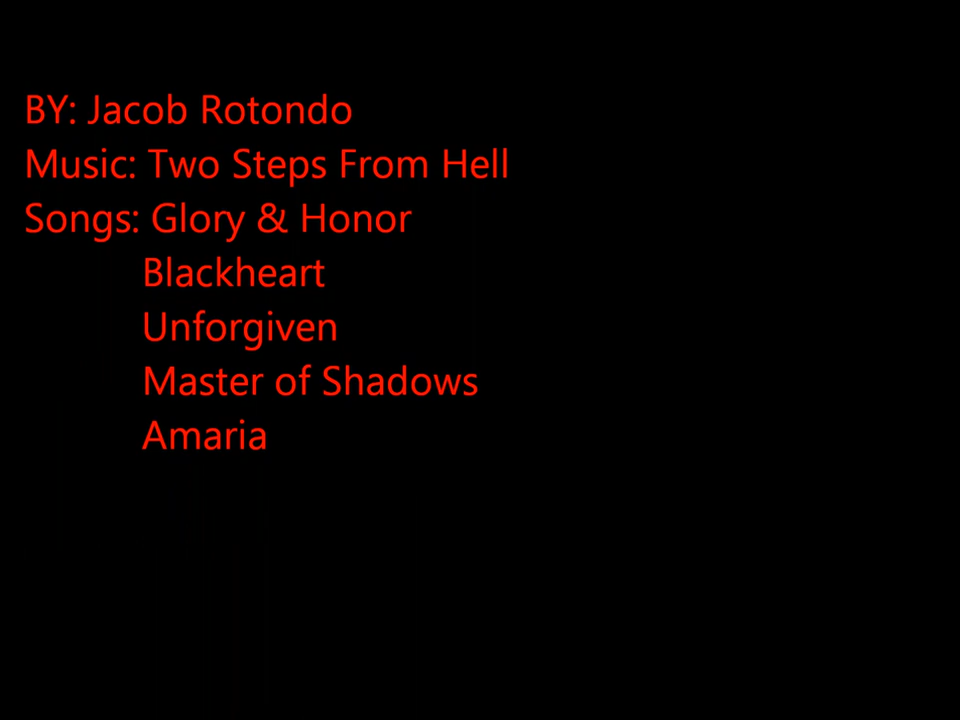 BY: Jacob Rotondo
Music: Two Steps From Hell
Songs: Glory & Honor
Blackheart
Unforgiven
Master of Shadows
Amaria